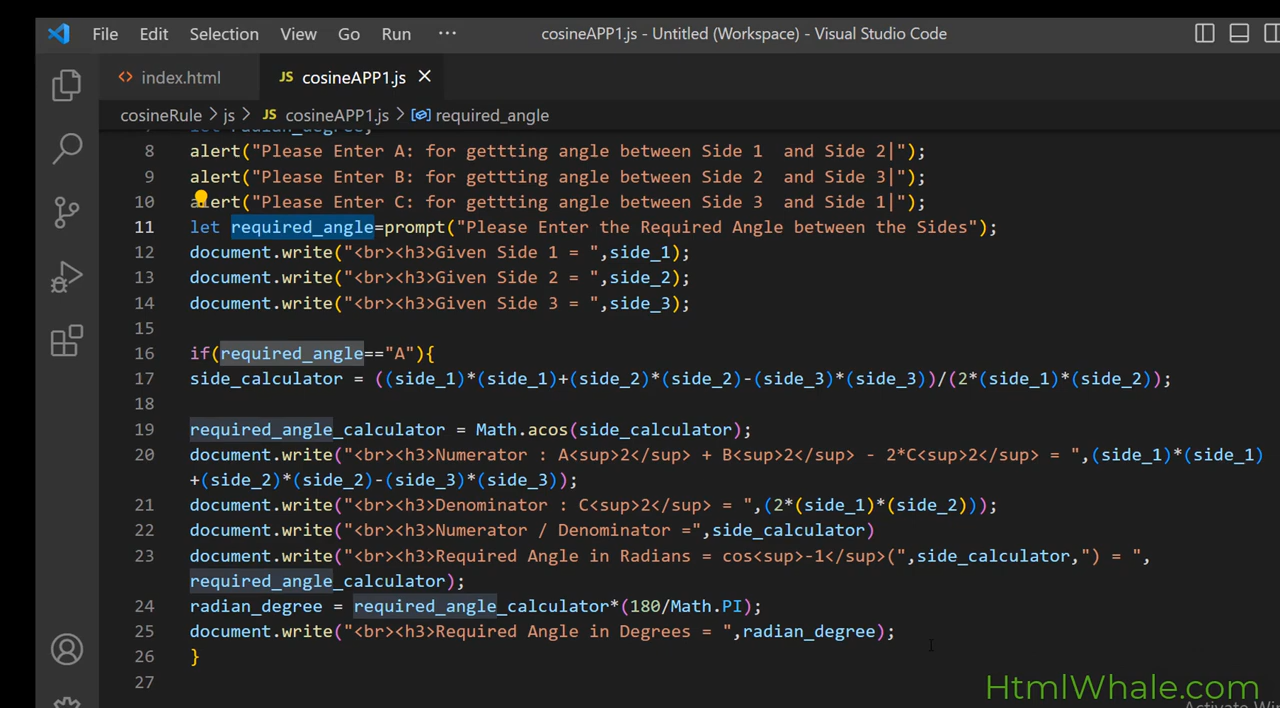 File Edit Selection View Go Run ··· cosineAPP1.js - Untitled (Workspace) - Visual Studio Code
<> index.html JS cosineAPP1.js ×
cosineRule > js > JS cosineAPP1.js > required_angle
7 let radian_degree;
8 alert("Please Enter A: for gettting angle between Side 1  and Side 2|");
9 alert("Please Enter B: for gettting angle between Side 2  and Side 3|");
10 alert("Please Enter C: for gettting angle between Side 3  and Side 1|");
11 let required_angle=prompt("Please Enter the Required Angle between the Sides");
12 document.write("<br><h3>Given Side 1 = ",side_1);
13 document.write("<br><h3>Given Side 2 = ",side_2);
14 document.write("<br><h3>Given Side 3 = ",side_3);
15
16 if(required_angle=="A"){
17 side_calculator = ((side_1)*(side_1)+(side_2)*(side_2)-(side_3)*(side_3))/(2*(side_1)*(side_2));
18
19 required_angle_calculator = Math.acos(side_calculator);
20 document.write("<br><h3>Numerator : A<sup>2</sup> + B<sup>2</sup> - 2*C<sup>2</sup> = ",(side_1)*(side_1)
+(side_2)*(side_2)-(side_3)*(side_3));
21 document.write("<br><h3>Denominator : C<sup>2</sup> = ",(2*(side_1)*(side_2)));
22 document.write("<br><h3>Numerator / Denominator =",side_calculator)
23 document.write("<br><h3>Required Angle in Radians = cos<sup>-1</sup>(",side_calculator,") = ",
required_angle_calculator);
24 radian_degree = required_angle_calculator*(180/Math.PI);
25 document.write("<br><h3>Required Angle in Degrees = ",radian_degree);
26 }
27
HtmlWhale.com
Activate Wi